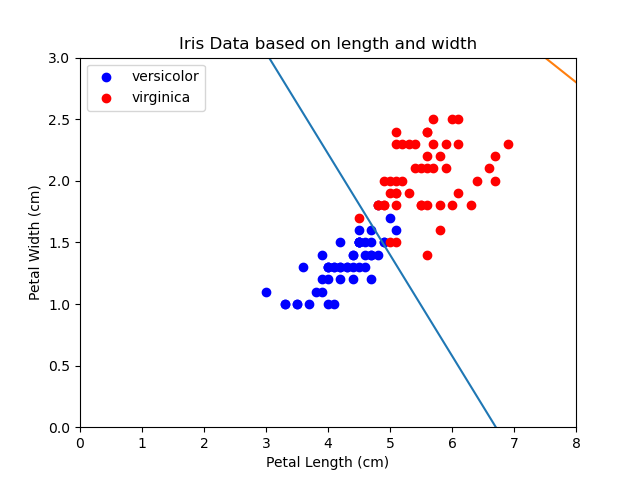 Iris Data based on length and width
versicolor
virginica
Petal Width (cm)
3.0
2.5
2.0
1.5
1.0
0.5
0.0
0 1 2 3 4 5 6 7 8
Petal Length (cm)